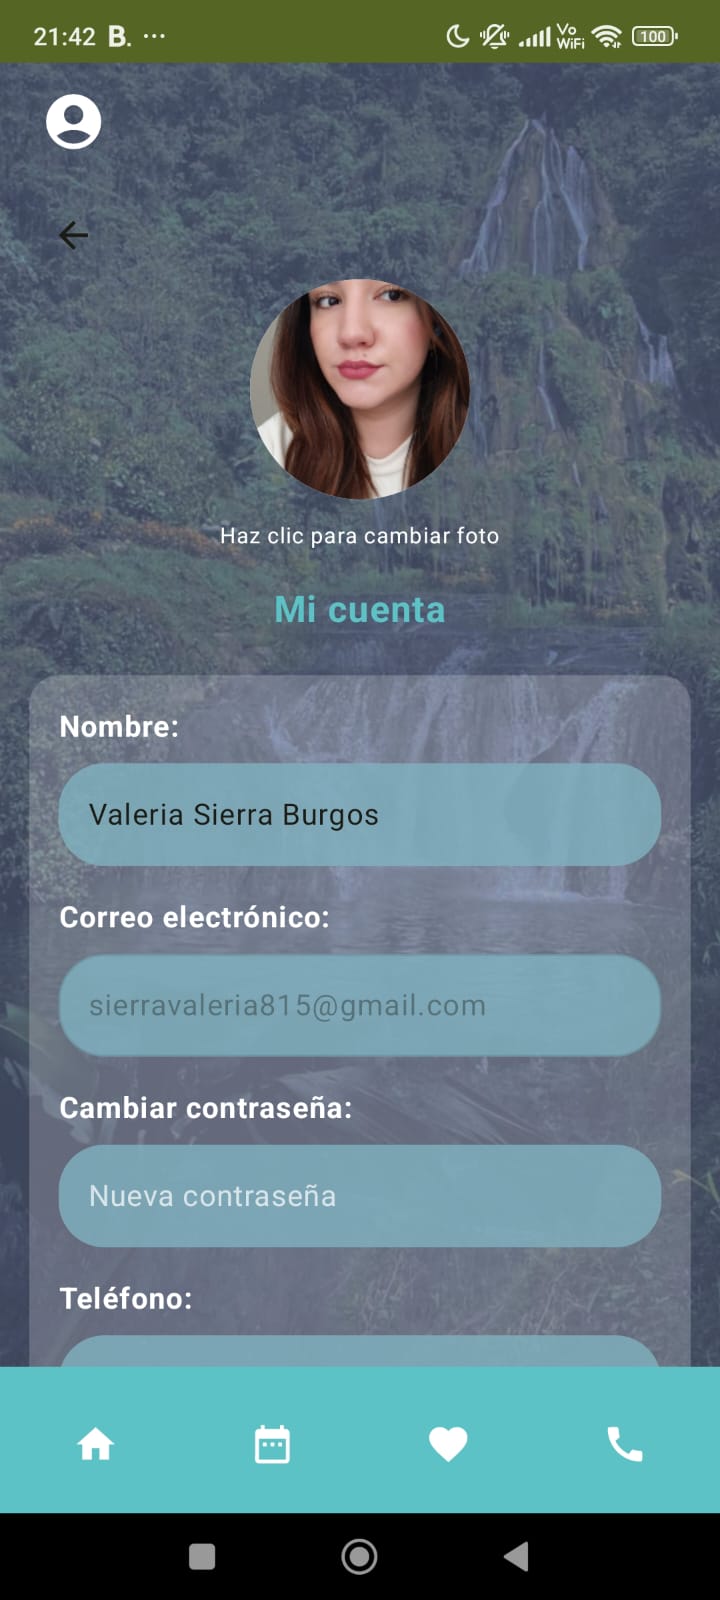 21:42 B. ...
Vo WiFi 100
Haz clic para cambiar foto
Mi cuenta
Nombre:
Valeria Sierra Burgos
Correo electrónico:
sierravaleria815@gmail.com
Cambiar contraseña:
Nueva contraseña
Teléfono: